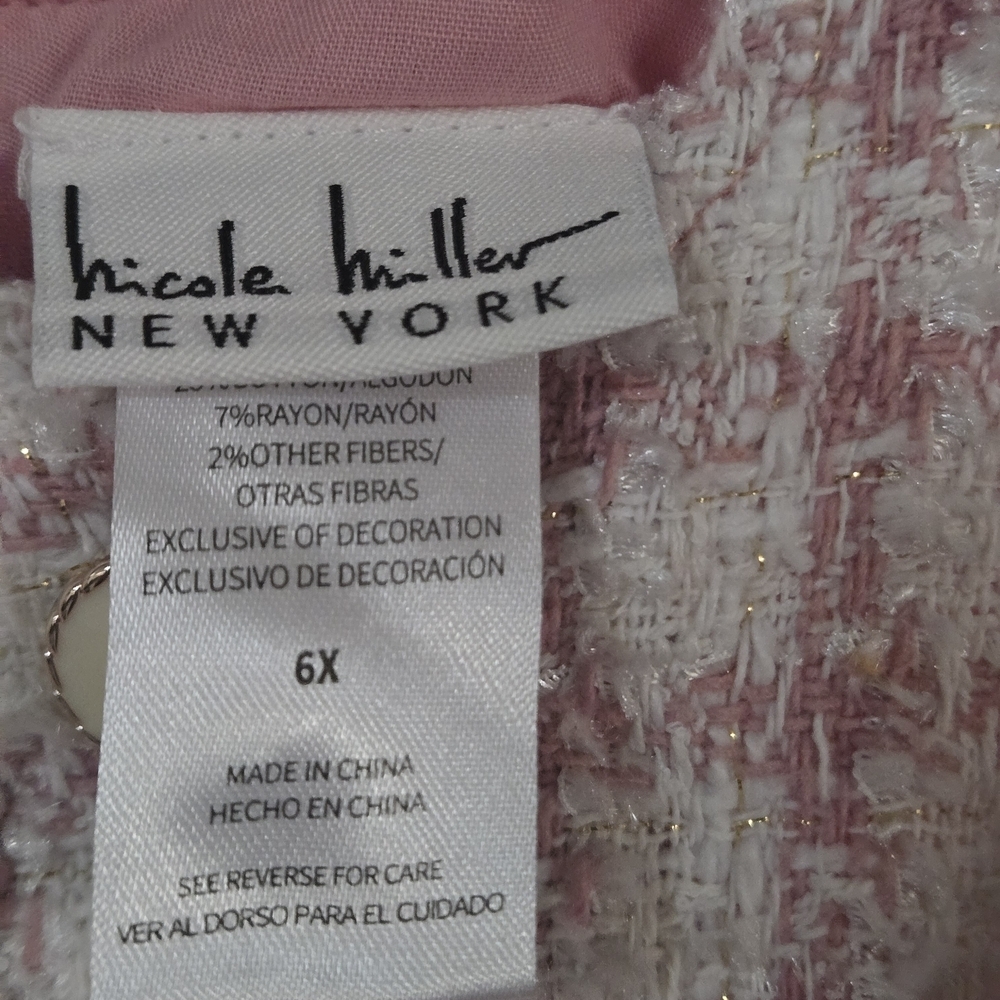 nicole miller
NEW YORK
7%RAYON/RAYÓN
2%OTHER FIBERS/
OTRAS FIBRAS
EXCLUSIVE OF DECORATION
EXCLUSIVO DE DECORACIÓN
6X
MADE IN CHINA
HECHO EN CHINA
SEE REVERSE FOR CARE
VER AL DORSO PARA EL CUIDADO